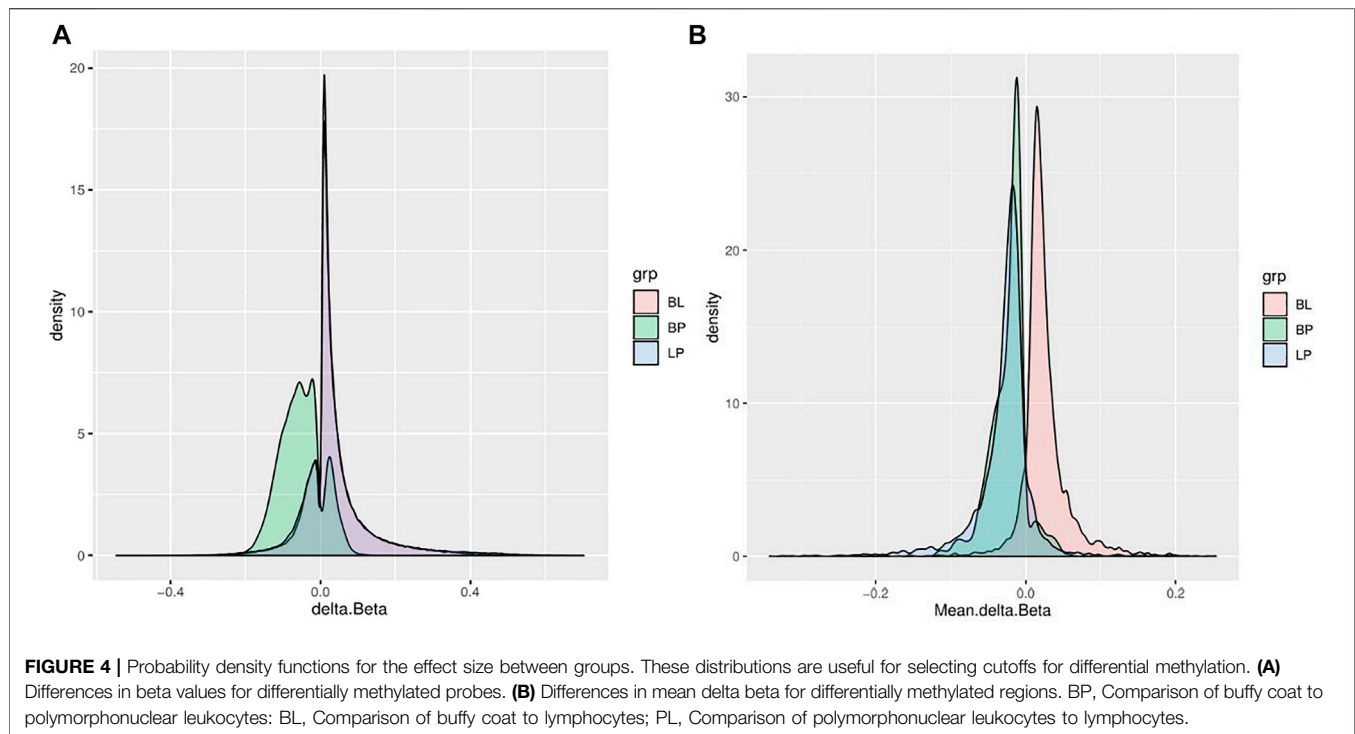 A
20
15
10
5
0
density
−0.4
0.0
0.4
delta.Beta
grp
BL
BP
LP
B
30
20
10
0
density
−0.2
0.0
0.2
Mean.delta.Beta
grp
BL
BP
LP
FIGURE 4 | Probability density functions for the effect size between groups. These distributions are useful for selecting cutoffs for differential methylation. (A)
Differences in beta values for differentially methylated probes. (B) Differences in mean delta beta for differentially methylated regions. BP, Comparison of buffy coat to
polymorphonuclear leukocytes: BL, Comparison of buffy coat to lymphocytes; PL, Comparison of polymorphonuclear leukocytes to lymphocytes.